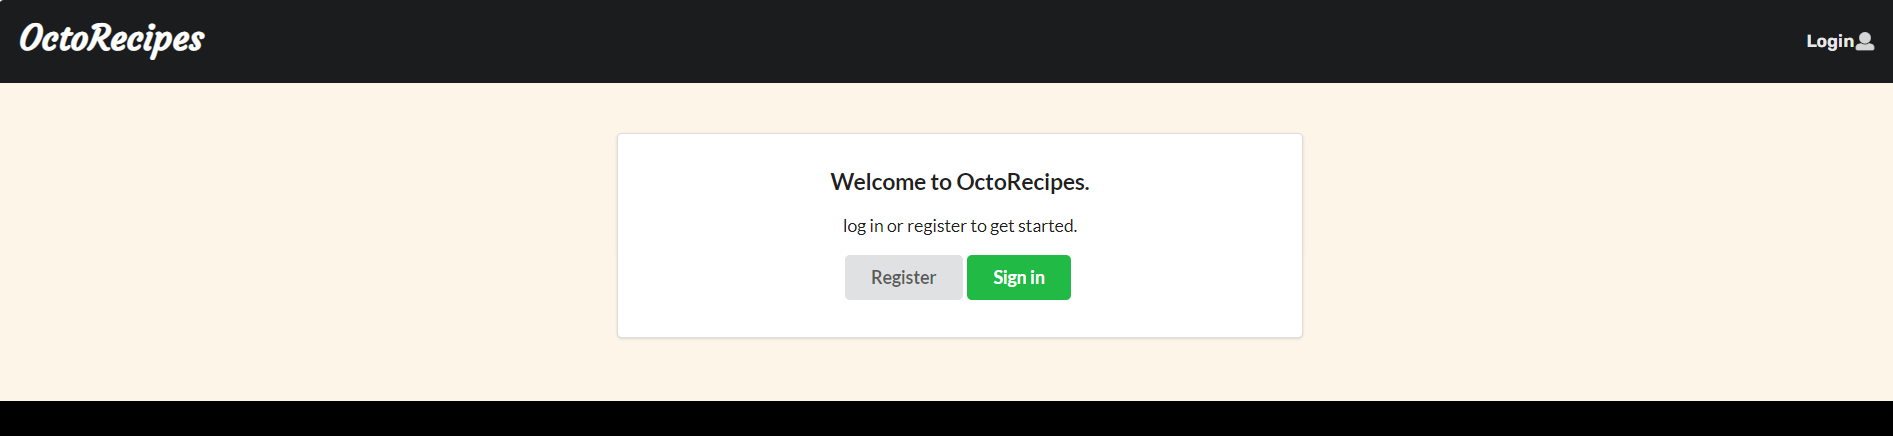 OctoRecipes
Login
Welcome to OctoRecipes.
log in or register to get started.
Register Sign in